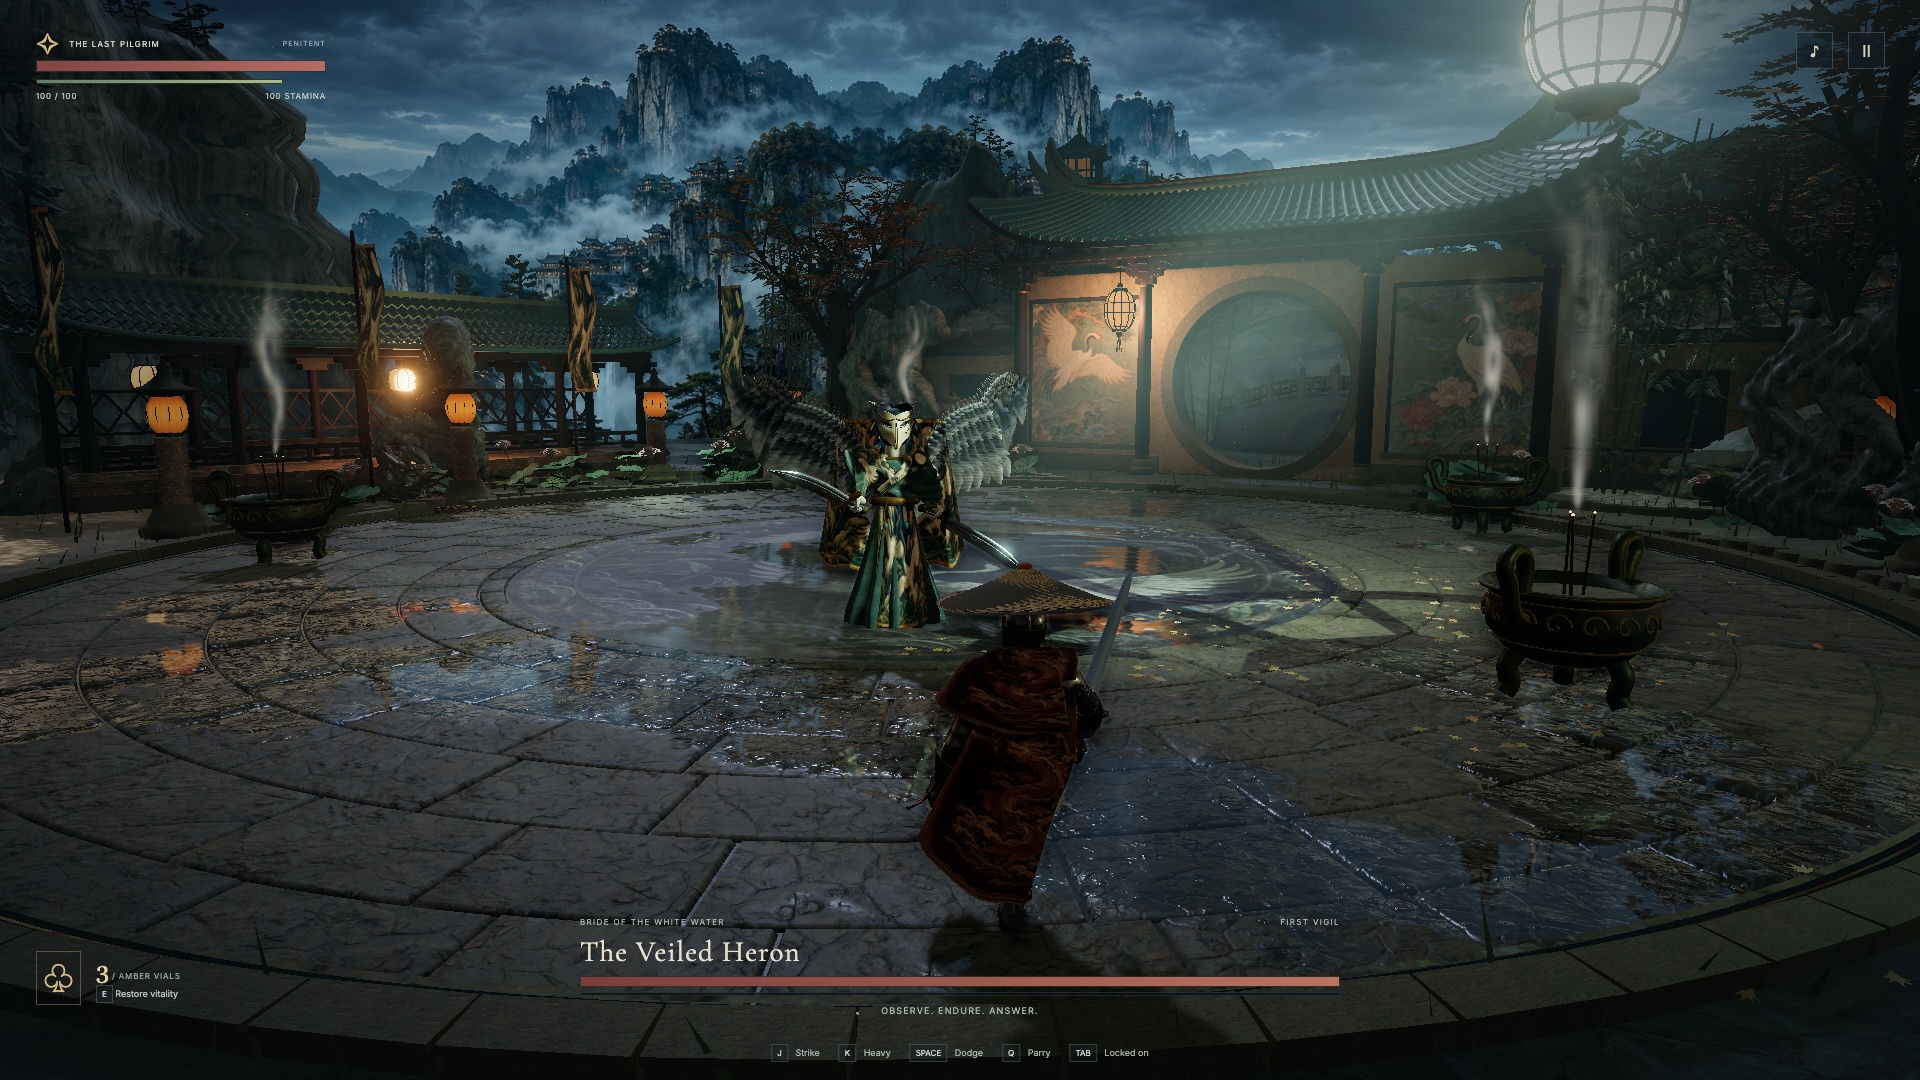 THE LAST PILGRIM
PENITENT
100 / 100
100 STAMINA
BRIDE OF THE WHITE WATER
FIRST VIGIL
The Veiled Heron
3 / AMBER VIALS
E Restore vitality
OBSERVE. ENDURE. ANSWER.
J Strike K Heavy SPACE Dodge Q Parry TAB Locked on